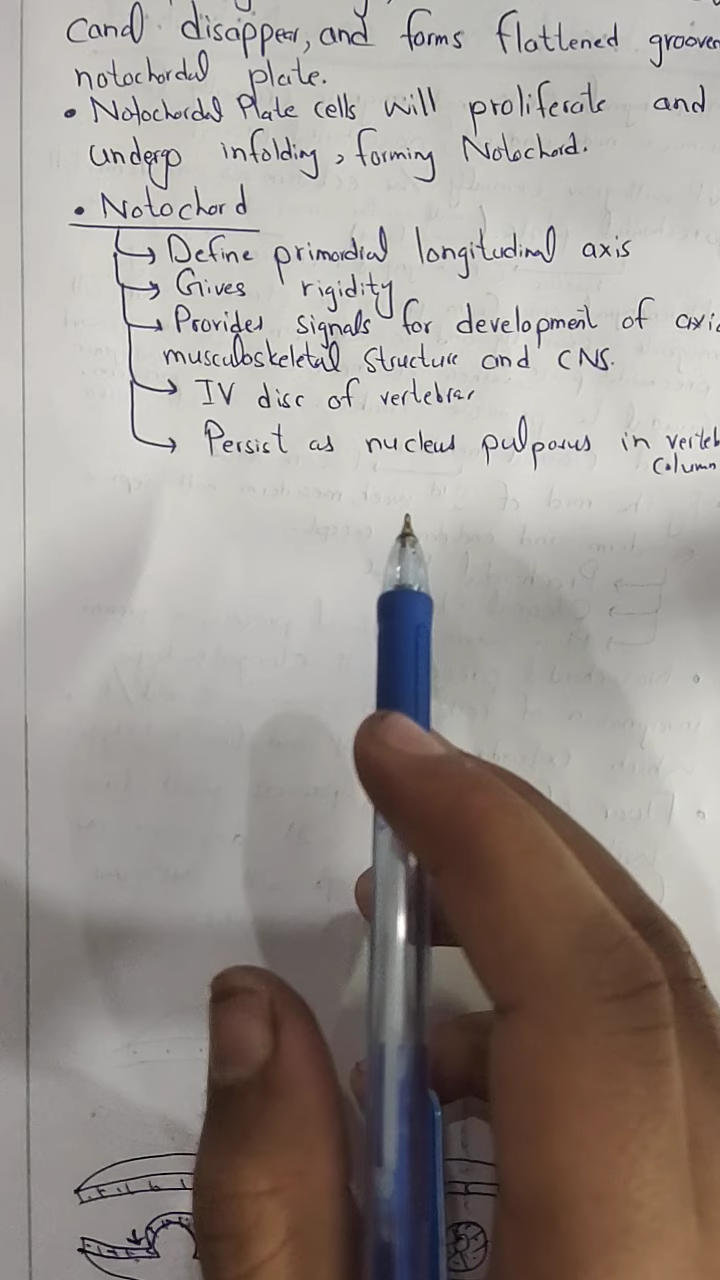 canal disappear, and forms flattened grooved
notochordal plate.
• Notochordal Plate cells will proliferate and
undergo infolding, forming Notochord.
• Notochord
↳ Define primordial longitudinal axis
↳ Gives rigidity
↳ Provides signals for development of axi
musculoskeletal structure and CNS.
↳ IV disc of vertebrae
↳ Persist as nucleus pulposus in verteb
column